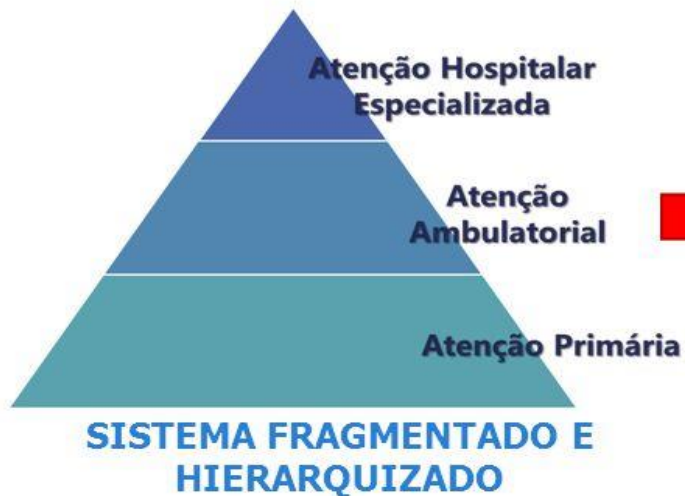 Atenção Hospitalar
Especializada
Atenção
Ambulatorial
Atenção Primária
SISTEMA FRAGMENTADO E
HIERARQUIZADO